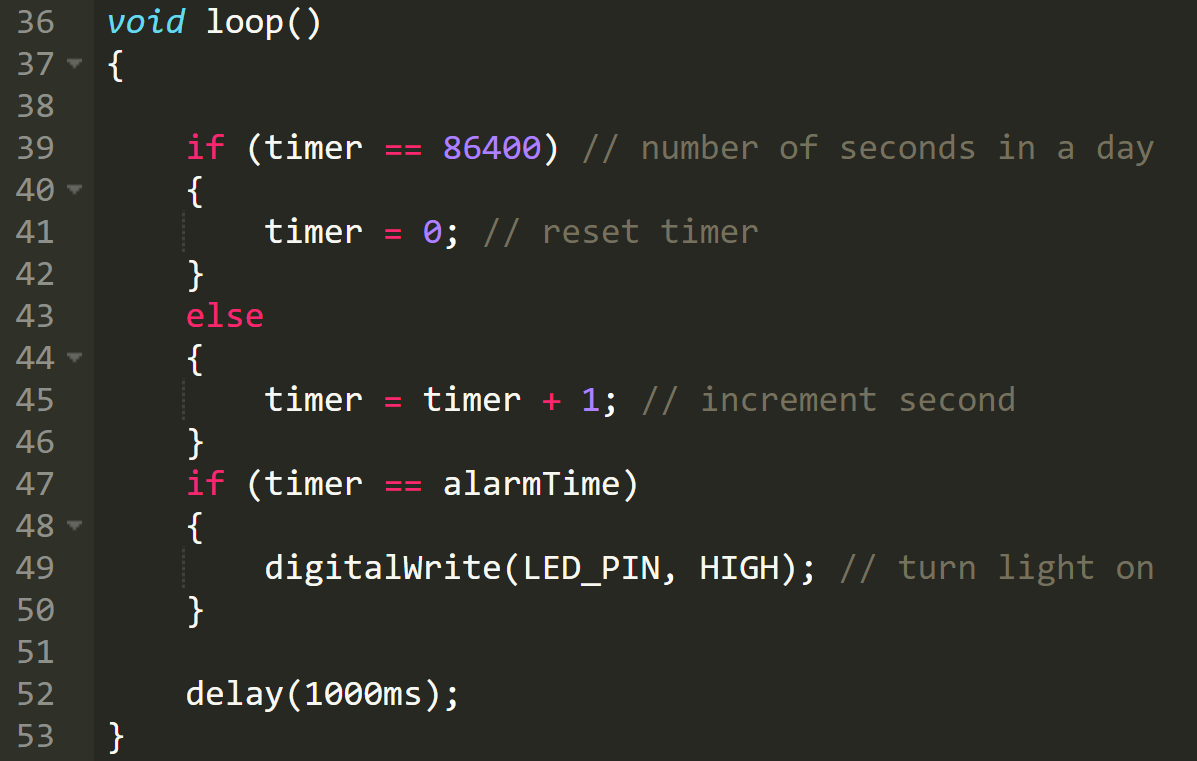 36 void loop()
37 {
38
39     if (timer == 86400) // number of seconds in a day
40     {
41         timer = 0; // reset timer
42     }
43     else
44     {
45         timer = timer + 1; // increment second
46     }
47     if (timer == alarmTime)
48     {
49         digitalWrite(LED_PIN, HIGH); // turn light on
50     }
51
52     delay(1000ms);
53 }